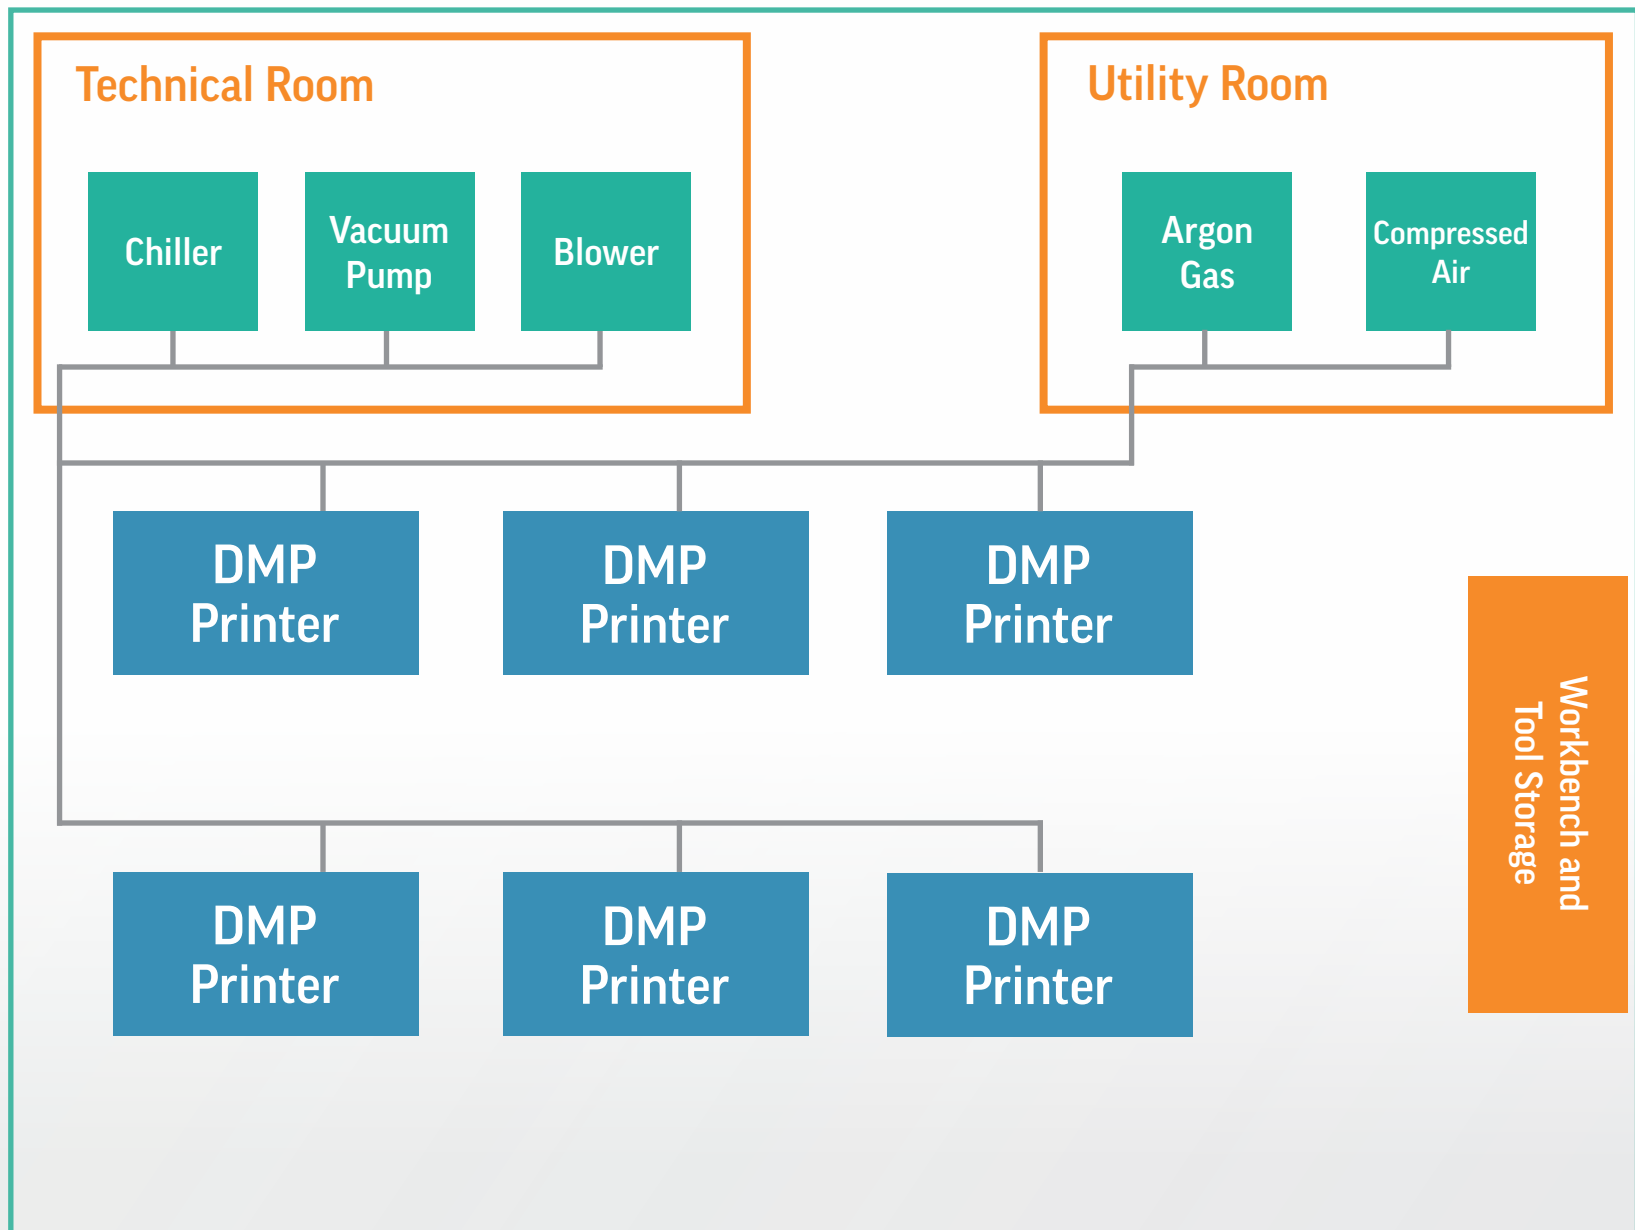 Technical Room
Utility Room
Chiller
Vacuum
Pump
Blower
Argon
Gas
Compressed
Air
DMP
Printer
DMP
Printer
DMP
Printer
Workbench and
Tool Storage
DMP
Printer
DMP
Printer
DMP
Printer